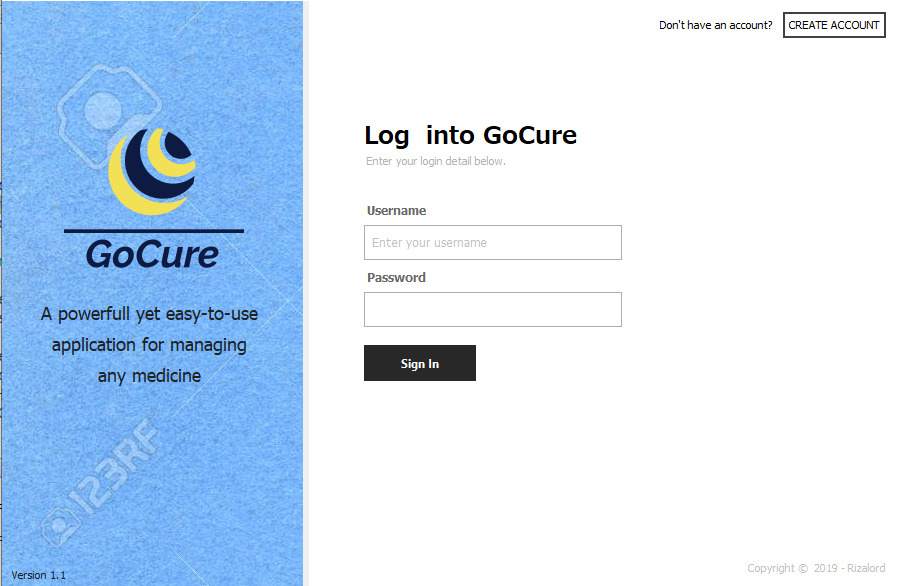 Don't have an account? CREATE ACCOUNT
Log  into GoCure
Enter your login detail below.
Username
Enter your username
Password
Sign In
GoCure
A powerfull yet easy-to-use
application for managing
any medicine
123RF
Version 1.1
Copyright ©  2019 - Rizalord